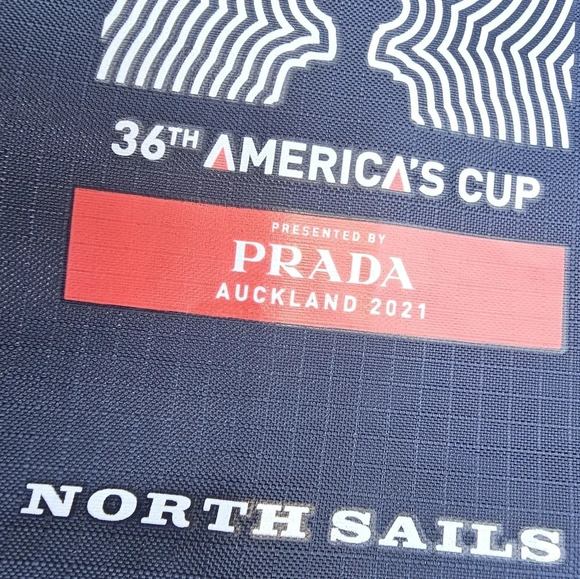 36TH AMERICA'S CUP
PRESENTED BY
PRADA
AUCKLAND 2021
NORTH SAILS